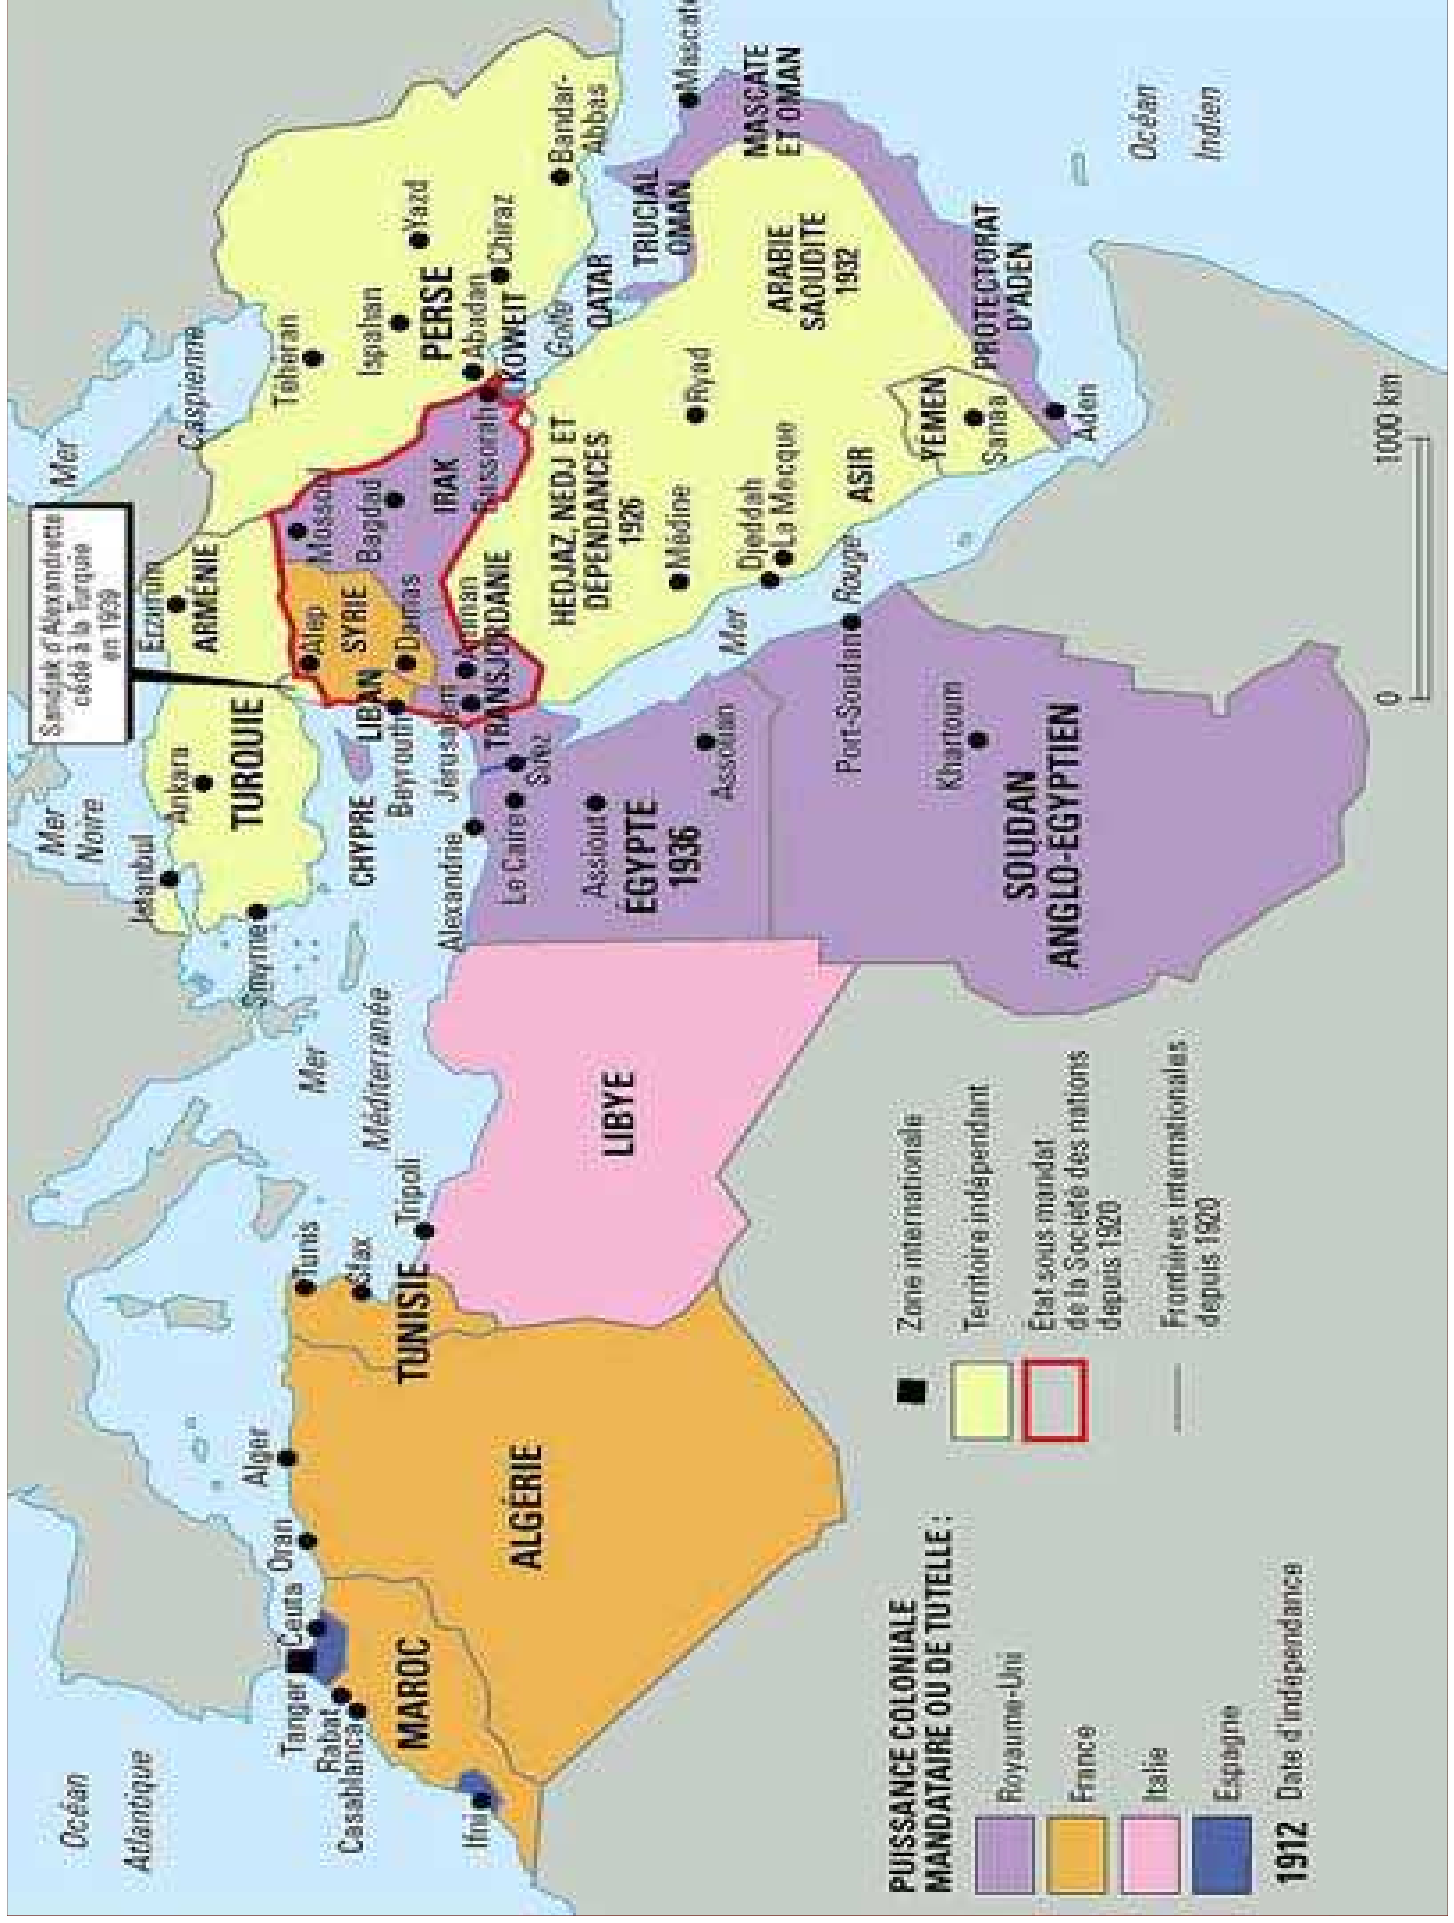 Océan
Atlantique
Mer
Noire
Mer
Caspienne
Sandjak d'Alexandrette
cédé à la Turquie
en 1939
Istanbul
Ankara
Erzurum
ARMÉNIE
Smyrne
TURQUIE
Téhéran
Tanger
Ceuta
Oran
Alger
Tunis
Sfax
Mer
Méditerranée
CHYPRE
Alep
SYRIE
Mossoul
Ispahan
Yazd
PERSE
Rabat
Casablanca
MAROC
TUNISIE
Tripoli
LIBAN
Beyrouth
Damas
Bagdad
IRAK
Bassorah
Abadan
KOWEIT
Chiraz
Bandar-
Abbas
Ifni
ALGÉRIE
LIBYE
Alexandrie
Jérusalem
Amman
TRANSJORDANIE
Le Caire
Suez
Golfe
QATAR
TRUCIAL
OMAN
Mascate
MASCATE
ET OMAN
Assiout
EGYPTE
1936
Assouan
HEDJAZ, NEDJ ET
DÉPENDANCES
1926
Médine
Ryad
ARABIE
SAOUDITE
1932
Mer
Rouge
Djeddah
La Mecque
ASIR
Port-Soudan
Khartoum
SOUDAN
ANGLO-EGYPTIEN
YEMEN
Sanaa
PROTECTORAT
D'ADEN
Aden
Océan
Indien
PUISSANCE COLONIALE
MANDATAIRE OU DE TUTELLE :
Royaume-Uni
France
Italie
Espagne
1912 Date d'indépendance
Zone internationale
Territoire indépendant
Etat sous mandat
de la Société des nations
depuis 1920
Frontières internationales
depuis 1920
0 1000 km